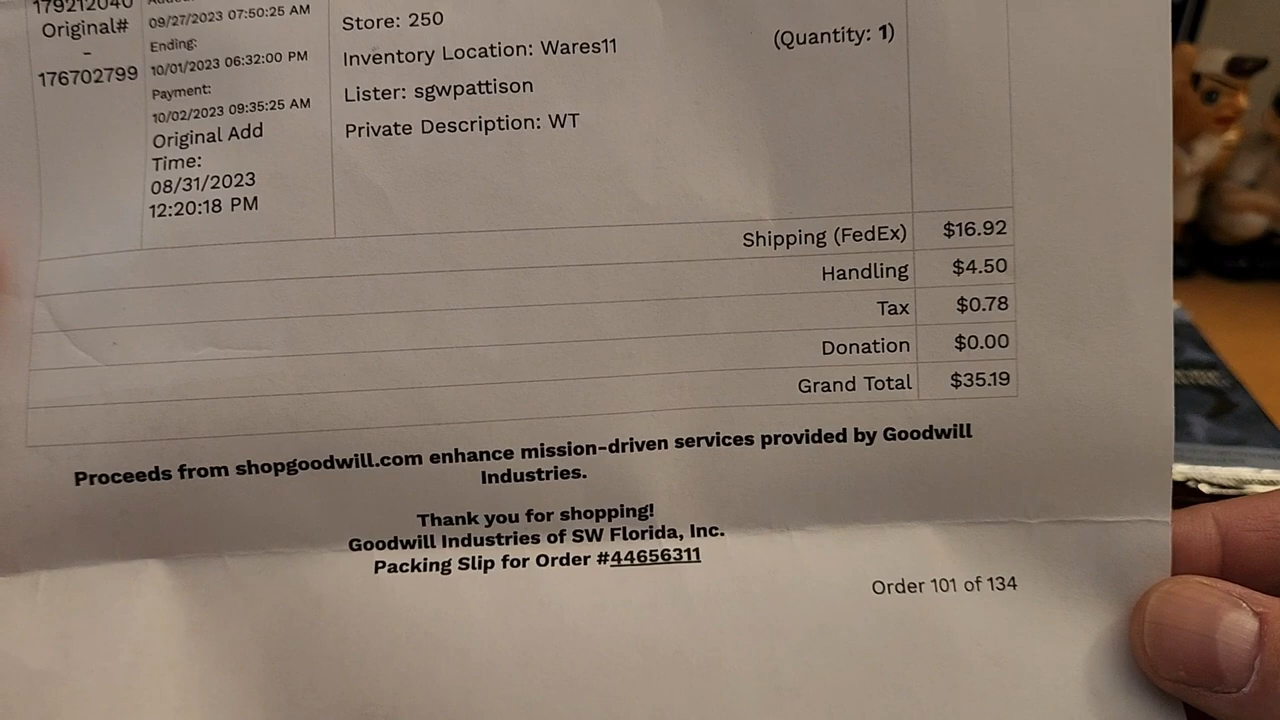 179212040
Original#
-
176702799
09/27/2023 07:50:25 AM
Ending:
10/01/2023 06:32:00 PM
Payment:
10/02/2023 09:35:25 AM
Original Add
Time:
08/31/2023
12:20:18 PM
Store: 250
Inventory Location: Wares11
Lister: sgwpattison
Private Description: WT
(Quantity: 1)
Shipping (FedEx) $16.92
Handling $4.50
Tax $0.78
Donation $0.00
Grand Total $35.19
Proceeds from shopgoodwill.com enhance mission-driven services provided by Goodwill
Industries.
Thank you for shopping!
Goodwill Industries of SW Florida, Inc.
Packing Slip for Order #44656311
Order 101 of 134